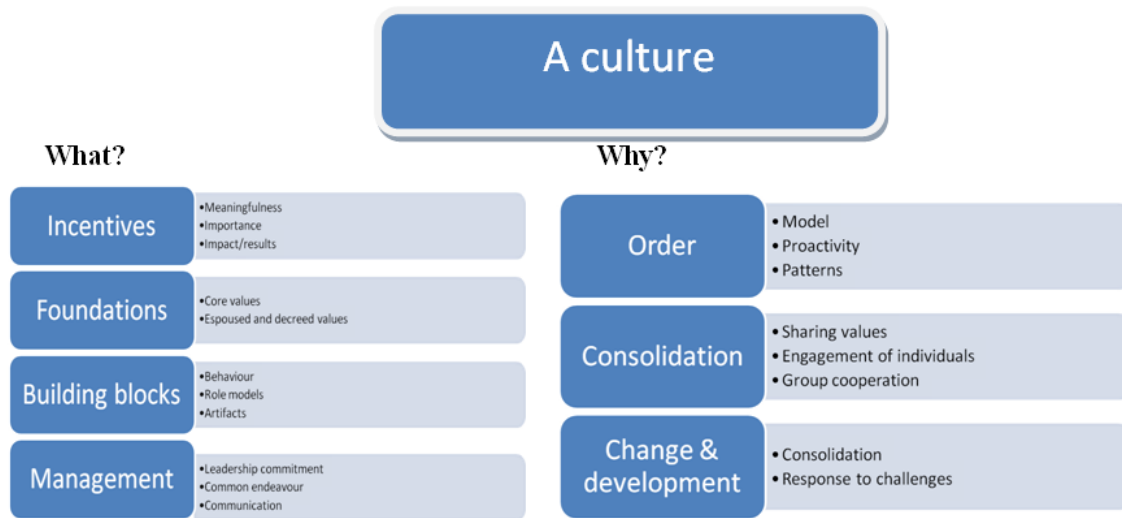 A culture
What?
Incentives
•Meaningfulness
•Importance
•Impact/results
Foundations
•Core values
•Espoused and decreed values
Building blocks
•Behaviour
•Role models
•Artifacts
Management
•Leadership commitment
•Common endeavour
•Communication
Why?
Order
• Model
• Proactivity
• Patterns
Consolidation
• Sharing values
• Engagement of individuals
• Group cooperation
Change &
development
• Consolidation
• Response to challenges